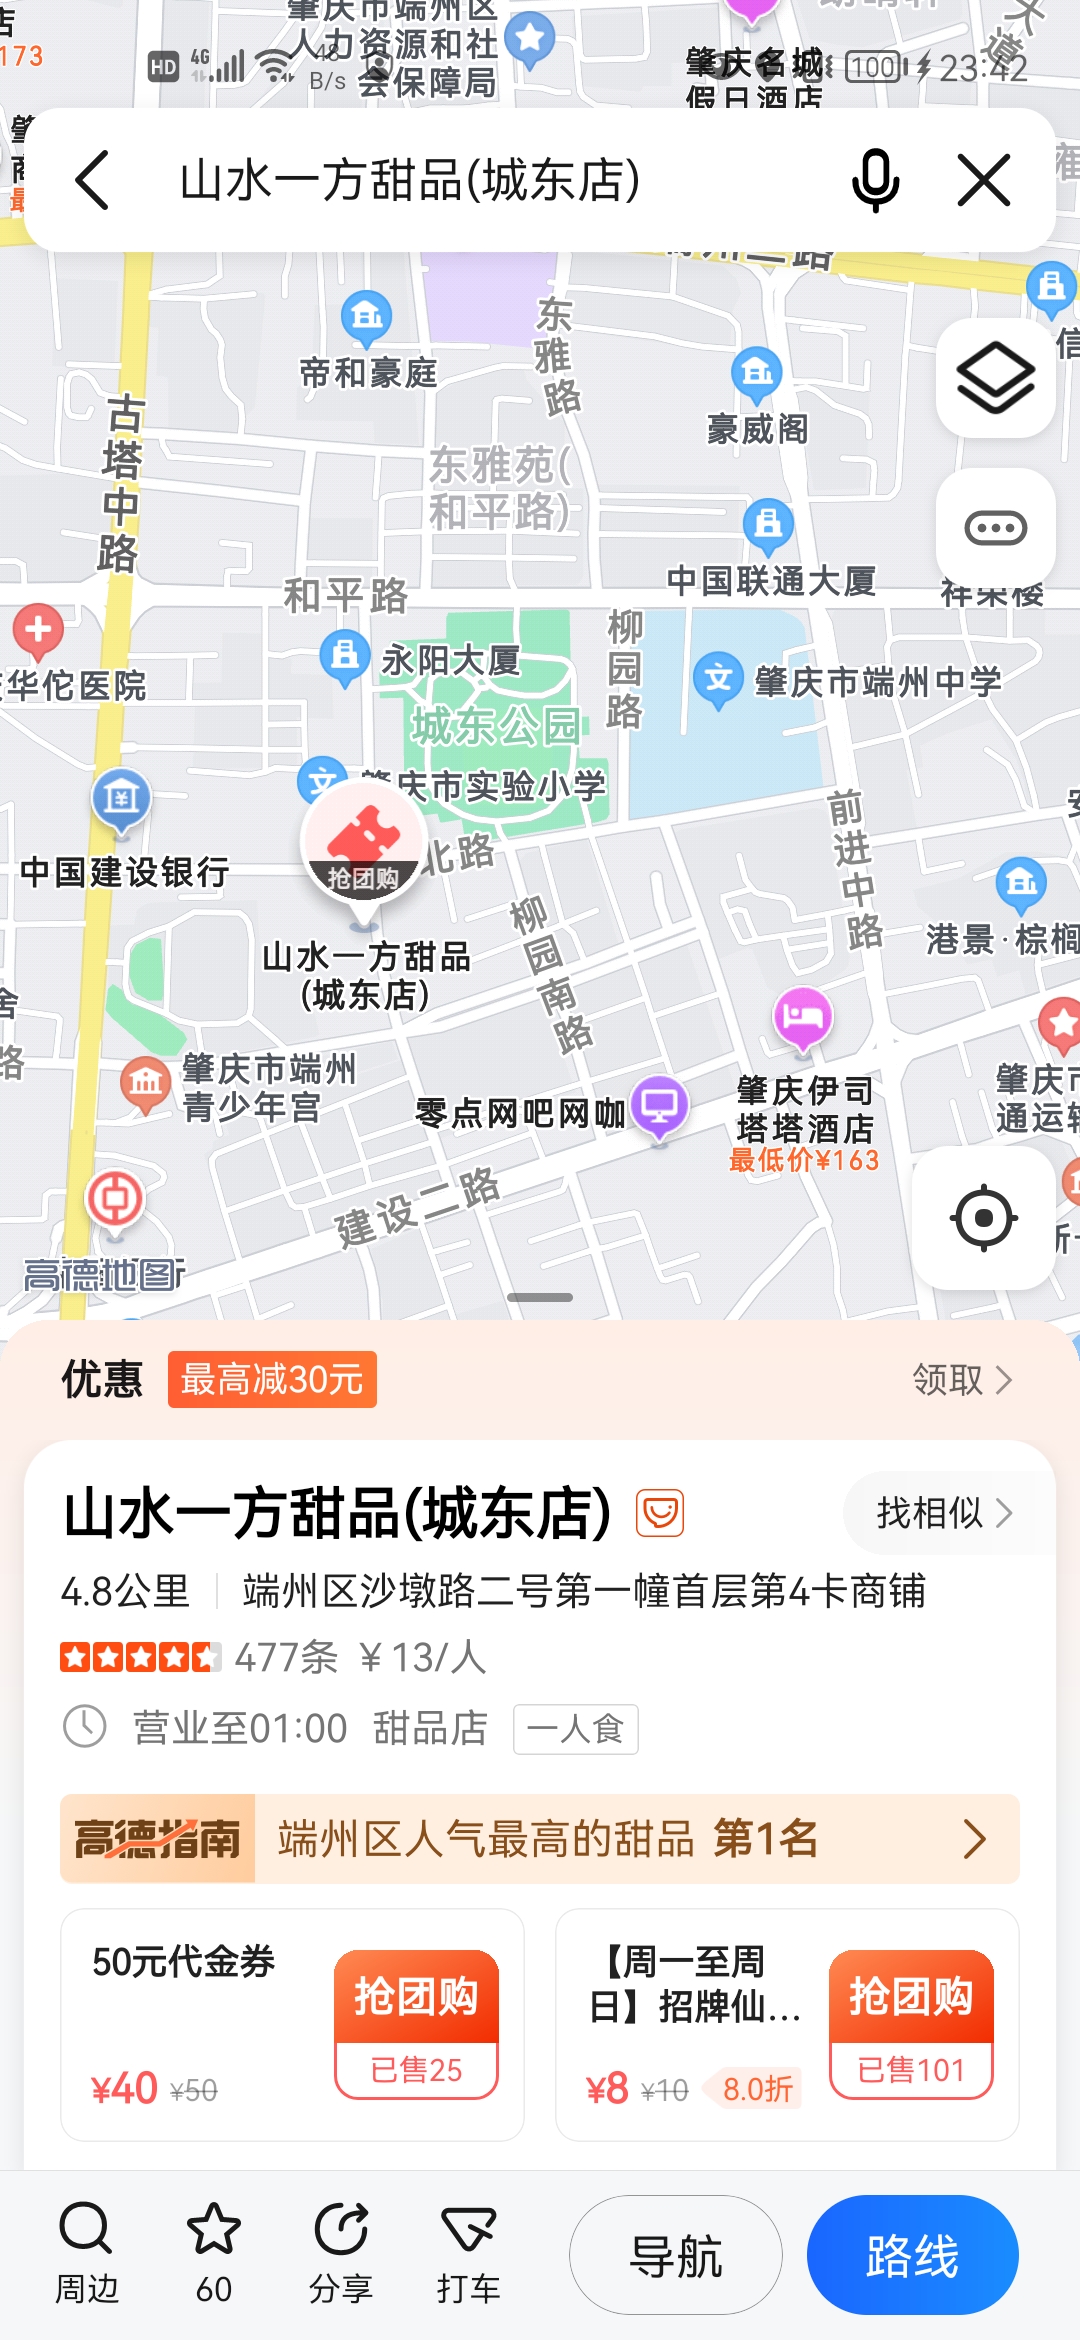 店
173
肇庆市端州区
人力资源和社
会保障局
HD
4G
48
B/s
肇庆名城
假日酒店
大道
100
23:42
山水一方甜品(城东店)
帝和豪庭
东雅路
豪威阁
信
古塔中路
东雅苑(
和平路)
中国联通大厦
祥荣楼
和平路
柳园路
永阳大厦
华佗医院
肇庆市端州中学
城东公园
肇庆市实验小学
前进中路
中国建设银行
抢团购
北路
柳园南路
港景·棕榈
山水一方甜品
(城东店)
路
肇庆市端州
青少年宫
零点网吧网咖
肇庆伊司
塔塔酒店
最低价¥163
肇庆市
通运输
建设二路
高德地图
优惠
最高减30元
领取
山水一方甜品(城东店)
找相似
4.8公里
端州区沙墩路二号第一幢首层第4卡商铺
477条 ¥13/人
营业至01:00 甜品店 一人食
高德指南
端州区人气最高的甜品 第1名
50元代金券
抢团购
¥40 ¥50
已售25
【周一至周
日】招牌仙...
抢团购
¥8 ¥10 8.0折
已售101
周边
60
分享
打车
导航
路线